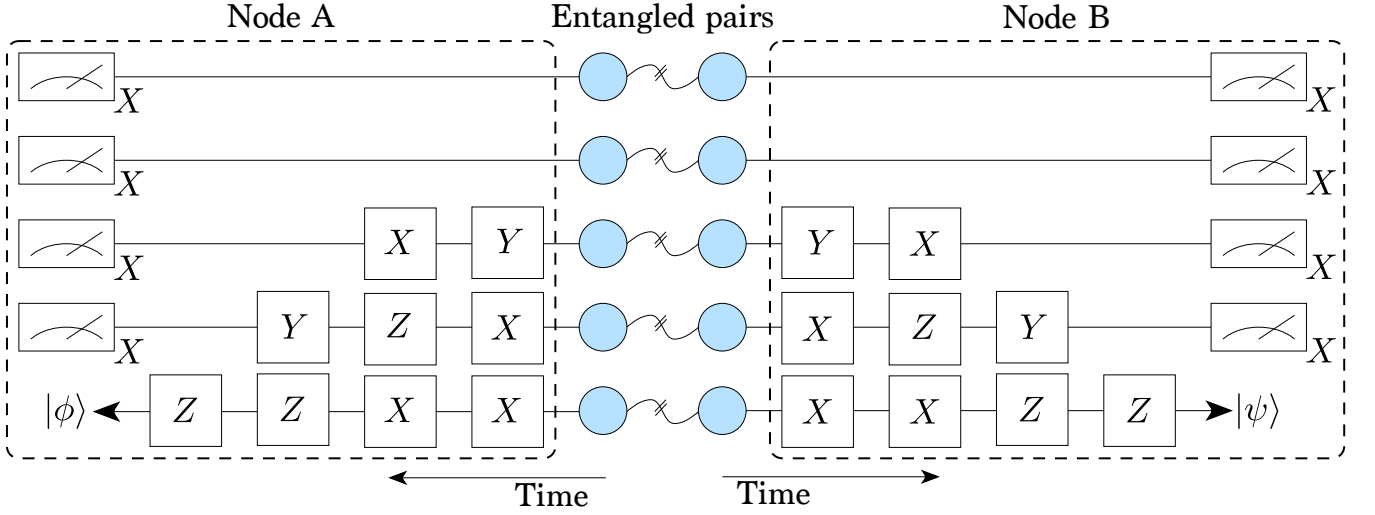 Node A Entangled pairs Node B
X X
X X
X Y Y X
X X
Y Z X X Z Y
X X
|ϕ⟩ Z Z X X X X Z Z |ψ⟩
Time Time